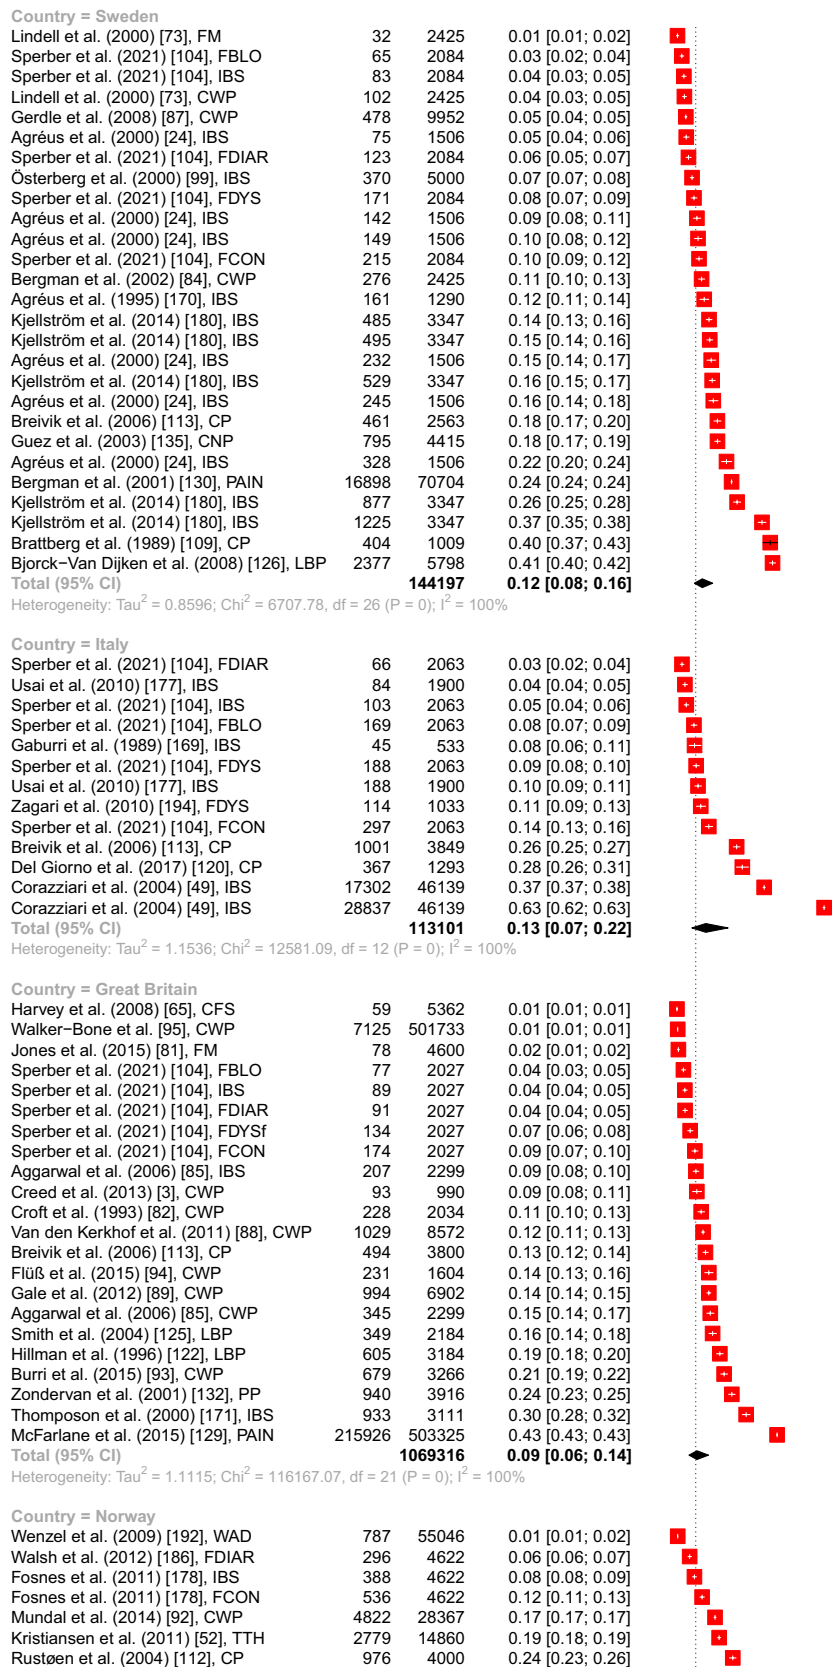 Country = Sweden
Lindell et al. (2000) [73], FM 32 2425 0.01 [0.01; 0.02]
Sperber et al. (2021) [104], FBLO 65 2084 0.03 [0.02; 0.04]
Sperber et al. (2021) [104], IBS 83 2084 0.04 [0.03; 0.05]
Lindell et al. (2000) [73], CWP 102 2425 0.04 [0.03; 0.05]
Gerdle et al. (2008) [87], CWP 478 9952 0.05 [0.04; 0.05]
Agréus et al. (2000) [24], IBS 75 1506 0.05 [0.04; 0.06]
Sperber et al. (2021) [104], FDIAR 123 2084 0.06 [0.05; 0.07]
Österberg et al. (2000) [99], IBS 370 5000 0.07 [0.07; 0.08]
Sperber et al. (2021) [104], FDYS 171 2084 0.08 [0.07; 0.09]
Agréus et al. (2000) [24], IBS 142 1506 0.09 [0.08; 0.11]
Agréus et al. (2000) [24], IBS 149 1506 0.10 [0.08; 0.12]
Sperber et al. (2021) [104], FCON 215 2084 0.10 [0.09; 0.12]
Bergman et al. (2002) [84], CWP 276 2425 0.11 [0.10; 0.13]
Agréus et al. (1995) [170], IBS 161 1290 0.12 [0.11; 0.14]
Kjellström et al. (2014) [180], IBS 485 3347 0.14 [0.13; 0.16]
Kjellström et al. (2014) [180], IBS 495 3347 0.15 [0.14; 0.16]
Agréus et al. (2000) [24], IBS 232 1506 0.15 [0.14; 0.17]
Kjellström et al. (2014) [180], IBS 529 3347 0.16 [0.15; 0.17]
Agréus et al. (2000) [24], IBS 245 1506 0.16 [0.14; 0.18]
Breivik et al. (2006) [113], CP 461 2563 0.18 [0.17; 0.20]
Guez et al. (2003) [135], CNP 795 4415 0.18 [0.17; 0.19]
Agréus et al. (2000) [24], IBS 328 1506 0.22 [0.20; 0.24]
Bergman et al. (2001) [130], PAIN 16898 70704 0.24 [0.24; 0.24]
Kjellström et al. (2014) [180], IBS 877 3347 0.26 [0.25; 0.28]
Kjellström et al. (2014) [180], IBS 1225 3347 0.37 [0.35; 0.38]
Brattberg et al. (1989) [109], CP 404 1009 0.40 [0.37; 0.43]
Bjorck−Van Dijken et al. (2008) [126], LBP 2377 5798 0.41 [0.40; 0.42]
Total (95% CI) 144197 0.12 [0.08; 0.16]
Heterogeneity: Tau² = 0.8596; Chi² = 6707.78, df = 26 (P = 0); I² = 100%
Country = Italy
Sperber et al. (2021) [104], FDIAR 66 2063 0.03 [0.02; 0.04]
Usai et al. (2010) [177], IBS 84 1900 0.04 [0.04; 0.05]
Sperber et al. (2021) [104], IBS 103 2063 0.05 [0.04; 0.06]
Sperber et al. (2021) [104], FBLO 169 2063 0.08 [0.07; 0.09]
Gaburri et al. (1989) [169], IBS 45 533 0.08 [0.06; 0.11]
Sperber et al. (2021) [104], FDYS 188 2063 0.09 [0.08; 0.10]
Usai et al. (2010) [177], IBS 188 1900 0.10 [0.09; 0.11]
Zagari et al. (2010) [194], FDYS 114 1033 0.11 [0.09; 0.13]
Sperber et al. (2021) [104], FCON 297 2063 0.14 [0.13; 0.16]
Breivik et al. (2006) [113], CP 1001 3849 0.26 [0.25; 0.27]
Del Giorno et al. (2017) [120], CP 367 1293 0.28 [0.26; 0.31]
Corazziari et al. (2004) [49], IBS 17302 46139 0.37 [0.37; 0.38]
Corazziari et al. (2004) [49], IBS 28837 46139 0.63 [0.62; 0.63]
Total (95% CI) 113101 0.13 [0.07; 0.22]
Heterogeneity: Tau² = 1.1536; Chi² = 12581.09, df = 12 (P = 0); I² = 100%
Country = Great Britain
Harvey et al. (2008) [65], CFS 59 5362 0.01 [0.01; 0.01]
Walker−Bone et al. [95], CWP 7125 501733 0.01 [0.01; 0.01]
Jones et al. (2015) [81], FM 78 4600 0.02 [0.01; 0.02]
Sperber et al. (2021) [104], FBLO 77 2027 0.04 [0.03; 0.05]
Sperber et al. (2021) [104], IBS 89 2027 0.04 [0.04; 0.05]
Sperber et al. (2021) [104], FDIAR 91 2027 0.04 [0.04; 0.05]
Sperber et al. (2021) [104], FDYSf 134 2027 0.07 [0.06; 0.08]
Sperber et al. (2021) [104], FCON 174 2027 0.09 [0.07; 0.10]
Aggarwal et al. (2006) [85], IBS 207 2299 0.09 [0.08; 0.10]
Creed et al. (2013) [3], CWP 93 990 0.09 [0.08; 0.11]
Croft et al. (1993) [82], CWP 228 2034 0.11 [0.10; 0.13]
Van den Kerkhof et al. (2011) [88], CWP 1029 8572 0.12 [0.11; 0.13]
Breivik et al. (2006) [113], CP 494 3800 0.13 [0.12; 0.14]
Flüß et al. (2015) [94], CWP 231 1604 0.14 [0.13; 0.16]
Gale et al. (2012) [89], CWP 994 6902 0.14 [0.14; 0.15]
Aggarwal et al. (2006) [85], CWP 345 2299 0.15 [0.14; 0.17]
Smith et al. (2004) [125], LBP 349 2184 0.16 [0.14; 0.18]
Hillman et al. (1996) [122], LBP 605 3184 0.19 [0.18; 0.20]
Burri et al. (2015) [93], CWP 679 3266 0.21 [0.19; 0.22]
Zondervan et al. (2001) [132], PP 940 3916 0.24 [0.23; 0.25]
Thomposon et al. (2000) [171], IBS 933 3111 0.30 [0.28; 0.32]
McFarlane et al. (2015) [129], PAIN 215926 503325 0.43 [0.43; 0.43]
Total (95% CI) 1069316 0.09 [0.06; 0.14]
Heterogeneity: Tau² = 1.1115; Chi² = 116167.07, df = 21 (P = 0); I² = 100%
Country = Norway
Wenzel et al. (2009) [192], WAD 787 55046 0.01 [0.01; 0.02]
Walsh et al. (2012) [186], FDIAR 296 4622 0.06 [0.06; 0.07]
Fosnes et al. (2011) [178], IBS 388 4622 0.08 [0.08; 0.09]
Fosnes et al. (2011) [178], FCON 536 4622 0.12 [0.11; 0.13]
Mundal et al. (2014) [92], CWP 4822 28367 0.17 [0.17; 0.17]
Kristiansen et al. (2011) [52], TTH 2779 14860 0.19 [0.18; 0.19]
Rustøen et al. (2004) [112], CP 976 4000 0.24 [0.23; 0.26]